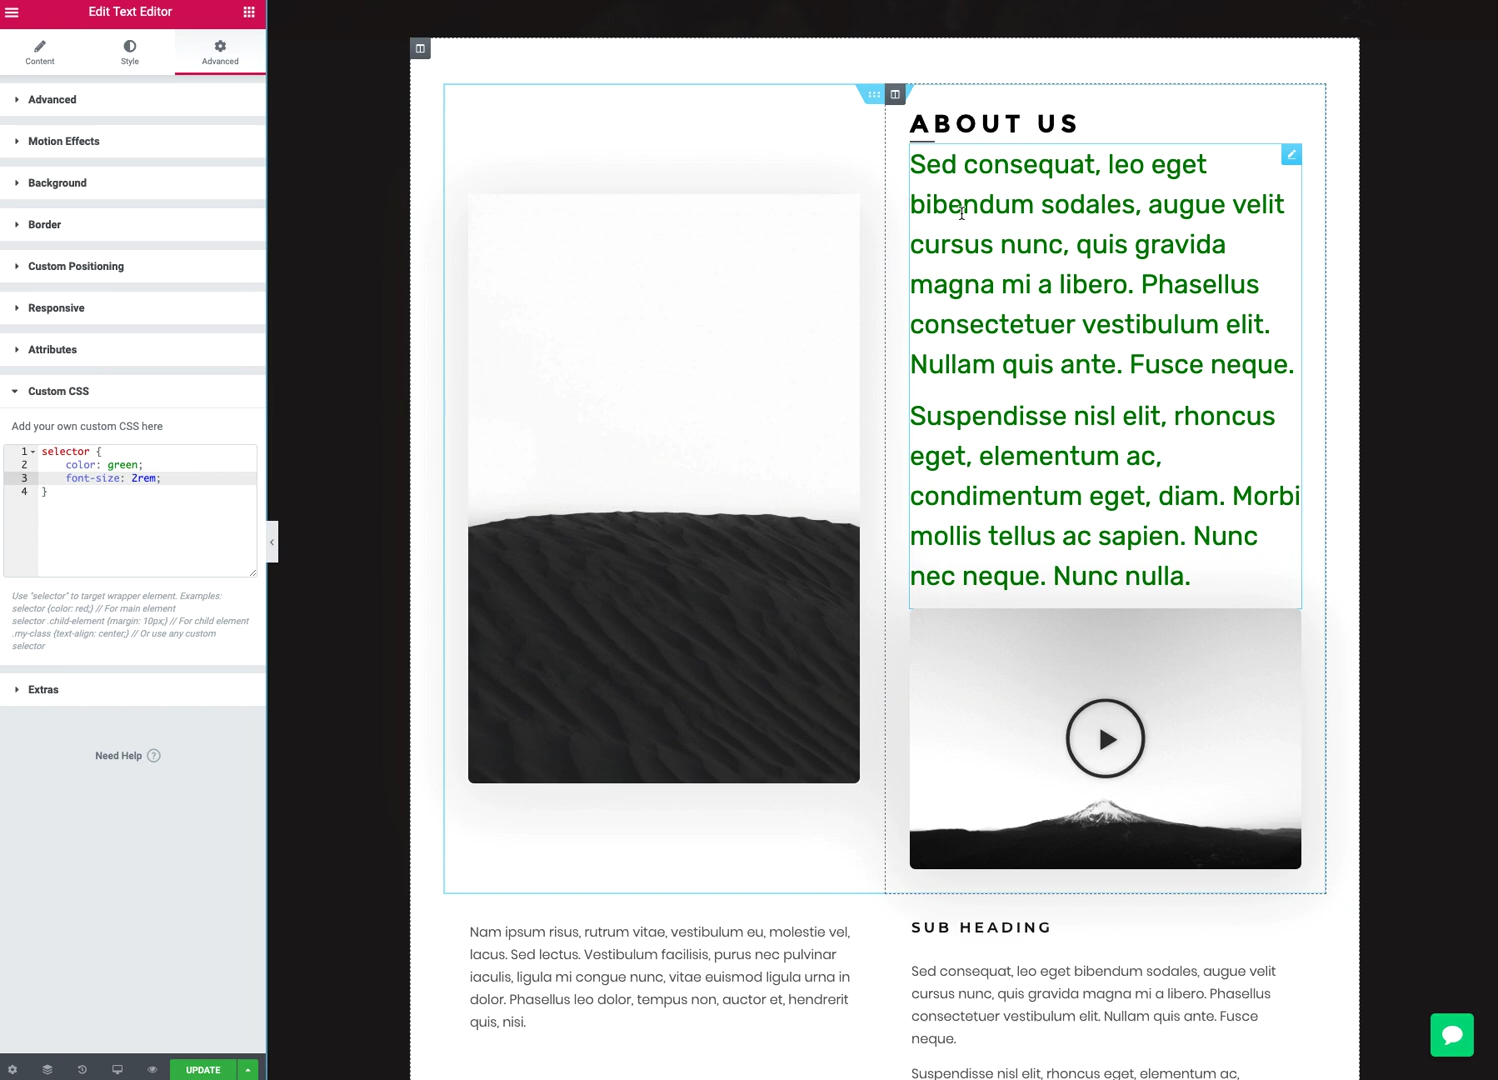 Edit Text Editor
Content
Style
Advanced
Advanced
Motion Effects
Background
Border
Custom Positioning
Responsive
Attributes
Custom CSS
Add your own custom CSS here
1 selector {
2 color: green;
3 font-size: 2rem;
4 }
Use "selector" to target wrapper element. Examples:
selector {color: red;} // For main element
selector .child-element {margin: 10px;} // For child element
.my-class {text-align: center;} // Or use any custom
selector
Extras
Need Help ?
UPDATE
ABOUT US
Sed consequat, leo eget
bibendum sodales, augue velit
cursus nunc, quis gravida
magna mi a libero. Phasellus
consectetuer vestibulum elit.
Nullam quis ante. Fusce neque.
Suspendisse nisl elit, rhoncus
eget, elementum ac,
condimentum eget, diam. Morbi
mollis tellus ac sapien. Nunc
nec neque. Nunc nulla.
Nam ipsum risus, rutrum vitae, vestibulum eu, molestie vel,
lacus. Sed lectus. Vestibulum facilisis, purus nec pulvinar
iaculis, ligula mi congue nunc, vitae euismod ligula urna in
dolor. Phasellus leo dolor, tempus non, auctor et, hendrerit
quis, nisi.
SUB HEADING
Sed consequat, leo eget bibendum sodales, augue velit
cursus nunc, quis gravida magna mi a libero. Phasellus
consectetuer vestibulum elit. Nullam quis ante. Fusce
neque.
Suspendisse nisl elit, rhoncus eget, elementum ac,